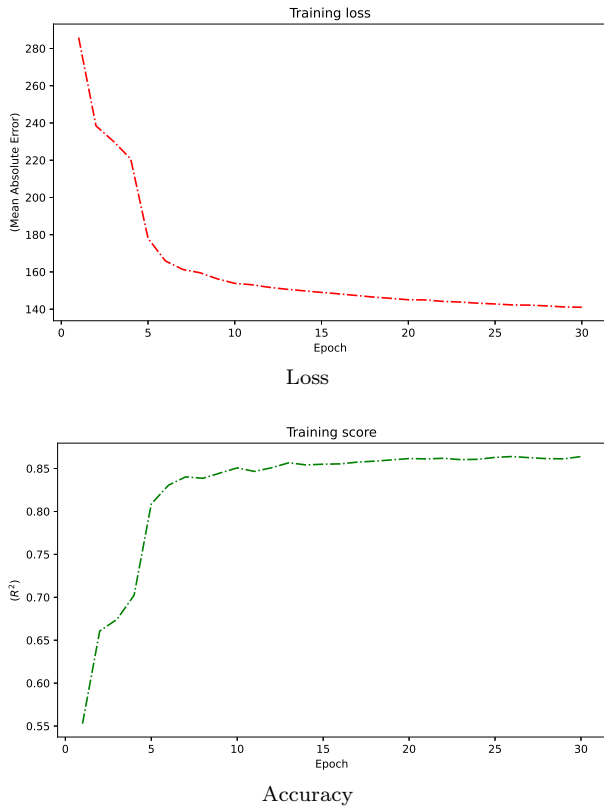 Training loss
280
260
240
220
200
180
160
140
(Mean Absolute Error)
0 5 10 15 20 25 30
Epoch
Loss
Training score
0.85
0.80
0.75
0.70
0.65
0.60
0.55
(R²)
0 5 10 15 20 25 30
Epoch
Accuracy